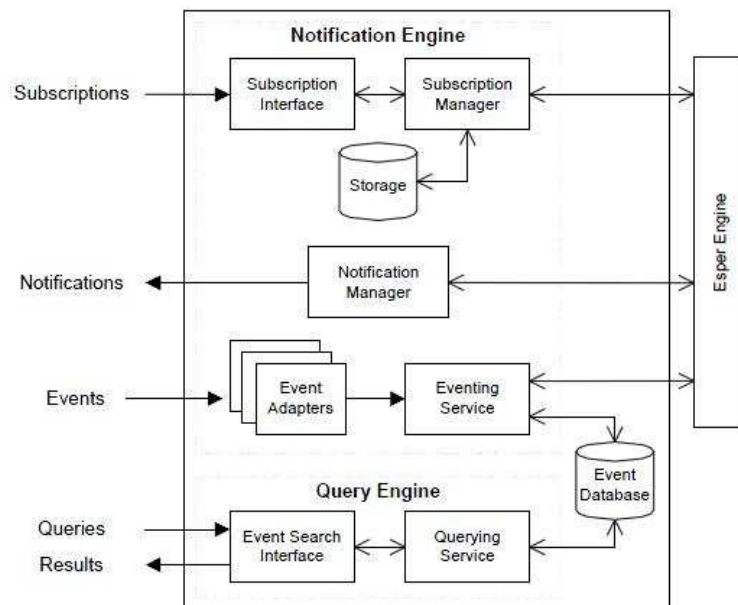 Notification Engine
Subscriptions
Subscription
Interface
Subscription
Manager
Storage
Esper Engine
Notifications
Notification
Manager
Events
Event
Adapters
Eventing
Service
Event
Database
Query Engine
Queries
Results
Event Search
Interface
Querying
Service